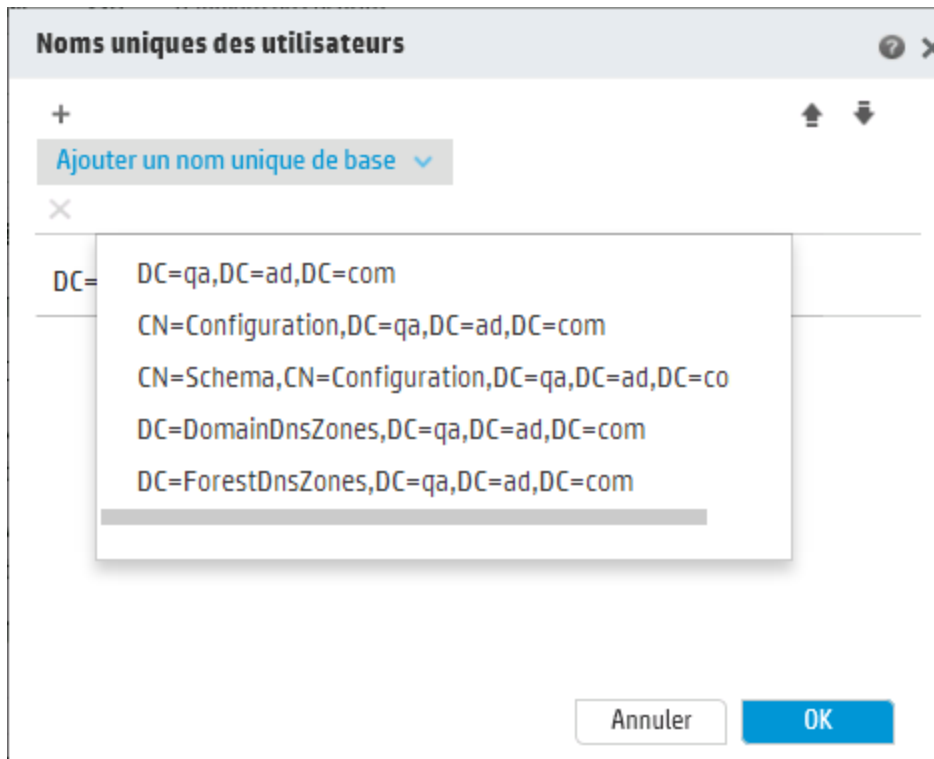 Noms uniques des utilisateurs
Ajouter un nom unique de base
DC=
DC=qa,DC=ad,DC=com
CN=Configuration,DC=qa,DC=ad,DC=com
CN=Schema,CN=Configuration,DC=qa,DC=ad,DC=co
DC=DomainDnsZones,DC=qa,DC=ad,DC=com
DC=ForestDnsZones,DC=qa,DC=ad,DC=com
Annuler
OK